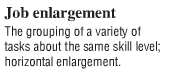 Job enlargement
The grouping of a variety of
tasks about the same skill level;
horizontal enlargement.